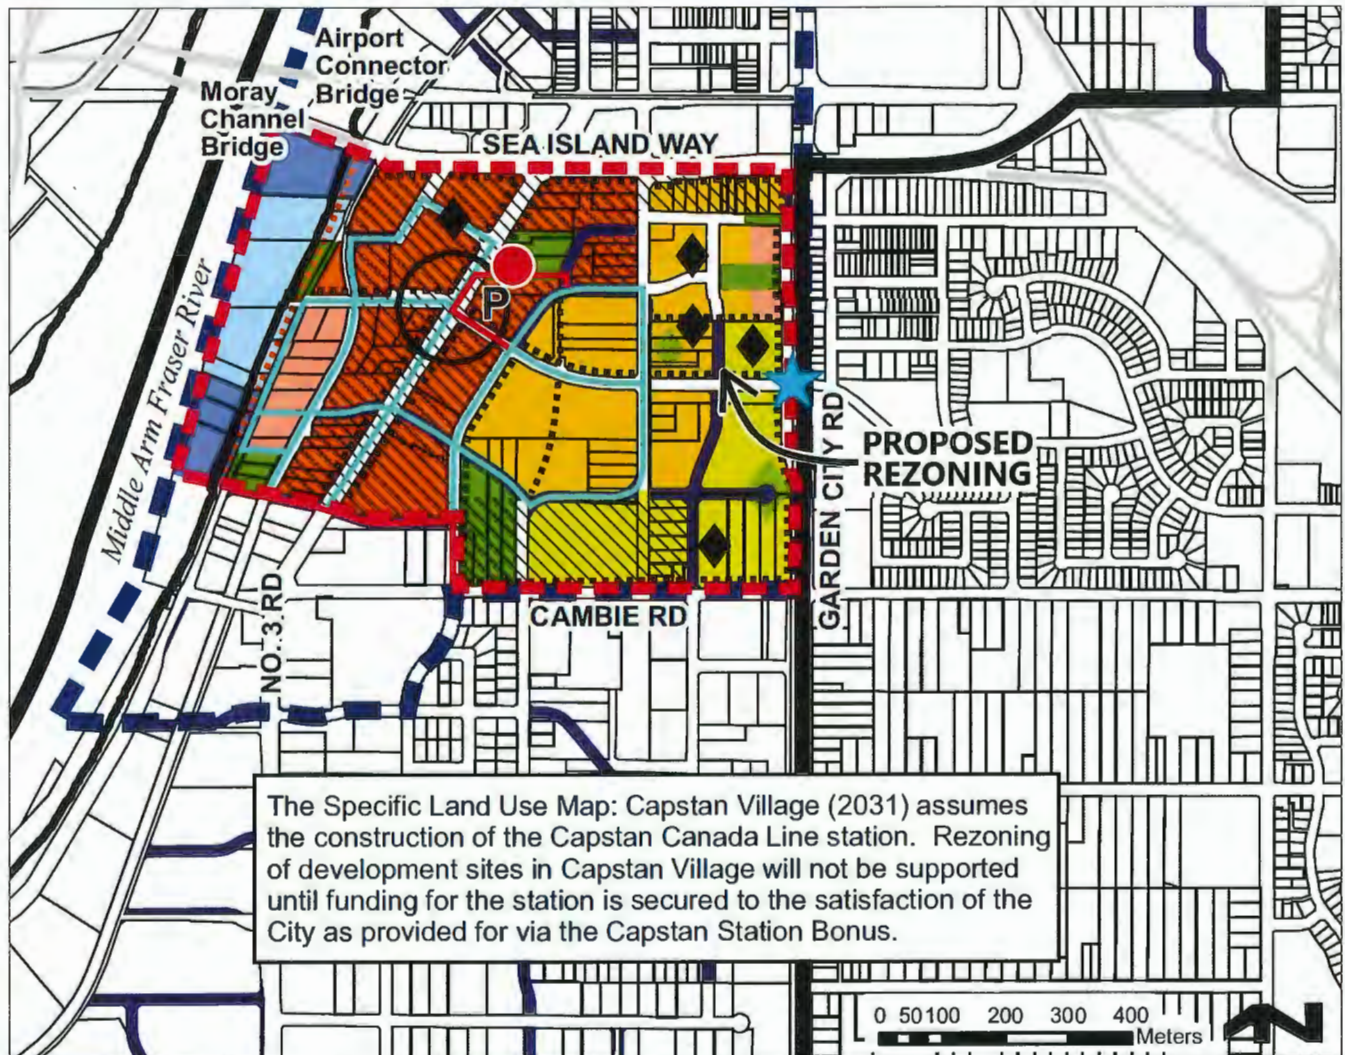 Airport
Connector
Bridge
Moray
Channel
Bridge
SEA ISLAND WAY
Middle Arm Fraser River
P
PROPOSED
REZONING
GARDEN CITY RD
NO. 3 RD
CAMBIE RD
The Specific Land Use Map: Capstan Village (2031) assumes
the construction of the Capstan Canada Line station. Rezoning
of development sites in Capstan Village will not be supported
until funding for the station is secured to the satisfaction of the
City as provided for via the Capstan Station Bonus.
0 50 100 200 300 400
Meters